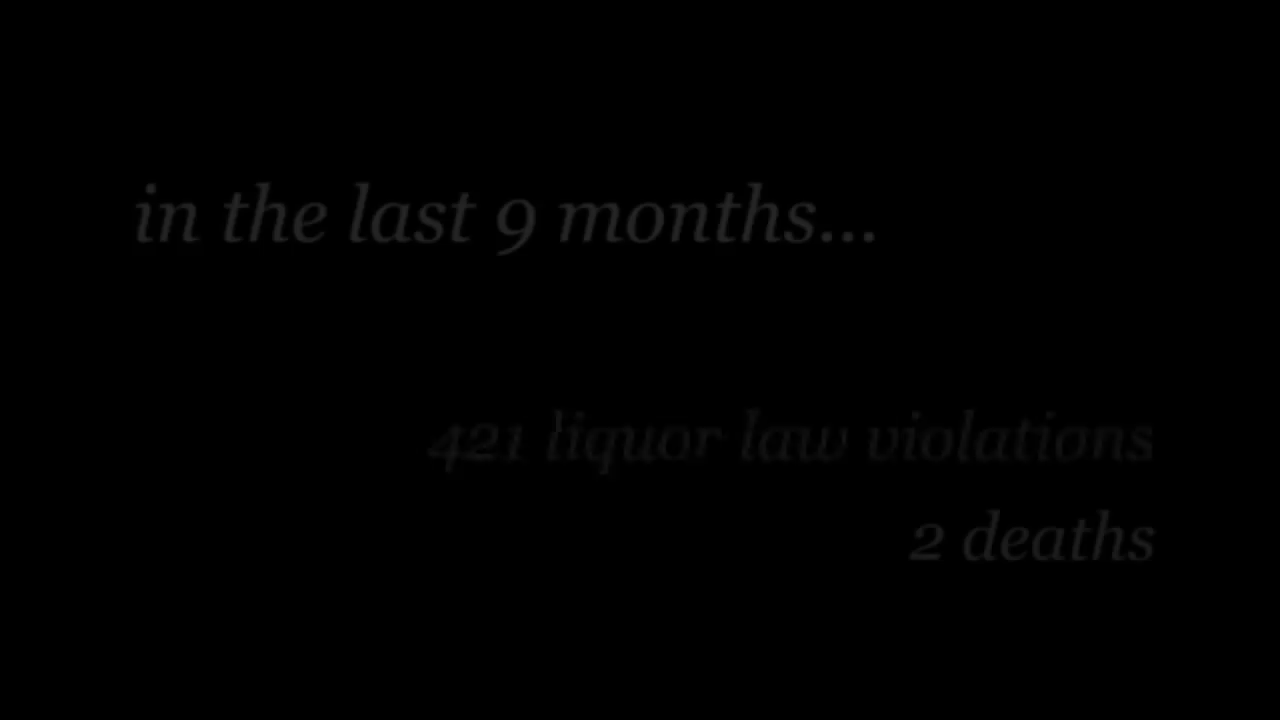 in the last 9 months...
421 liquor law violations
2 deaths